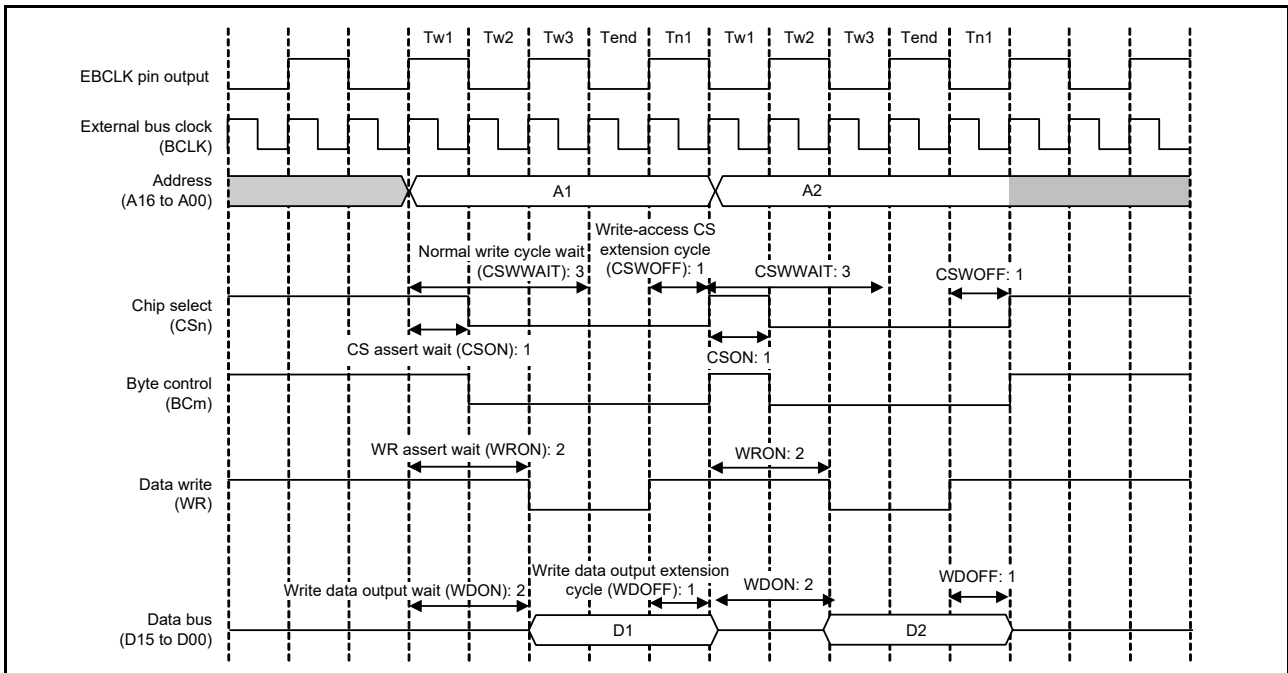 Tw1 Tw2 Tw3 Tend Tn1 Tw1 Tw2 Tw3 Tend Tn1
EBCLK pin output
External bus clock
(BCLK)
Address
(A16 to A00)
A1
A2
Normal write cycle wait
(CSWWAIT): 3
Write-access CS
extension cycle
(CSWOFF): 1
CSWWAIT: 3
CSWOFF: 1
Chip select
(CSn)
CS assert wait (CSON): 1
CSON: 1
Byte control
(BCm)
WR assert wait (WRON): 2
WRON: 2
Data write
(WR)
Write data output wait (WDON): 2
Write data output extension
cycle (WDOFF): 1
WDON: 2
WDOFF: 1
Data bus
(D15 to D00)
D1
D2